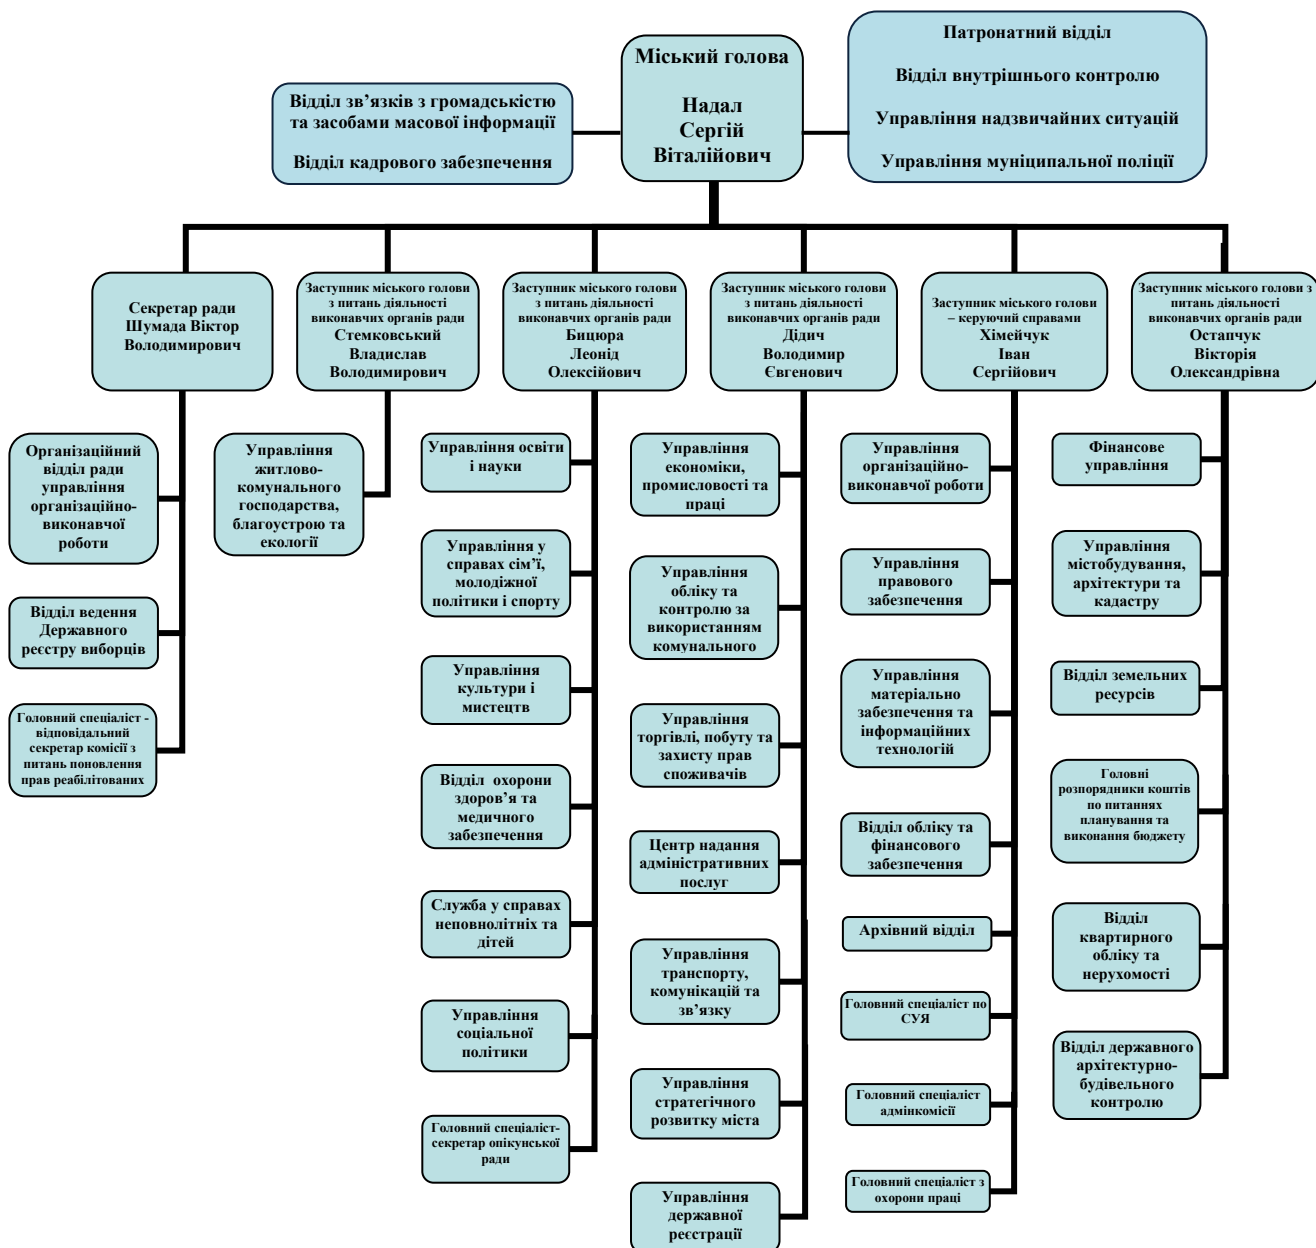 Міський голова
Надал
Сергій
Віталійович
Відділ зв’язків з громадськістю
та засобами масової інформації
Відділ кадрового забезпечення
Патронатний відділ
Відділ внутрішнього контролю
Управління надзвичайних ситуацій
Управління муніципальної поліції
Секретар ради
Шумада Віктор
Володимирович
Заступник міського голови
з питань діяльності
виконавчих органів ради
Стемковський
Владислав
Володимирович
Заступник міського голови
з питань діяльності
виконавчих органів ради
Бицюра
Леонід
Олексійович
Заступник міського голови
з питань діяльності
виконавчих органів ради
Дідич
Володимир
Євгенович
Заступник міського голови
– керуючий справами
Хімейчук
Іван
Сергійович
Заступник міського голови з
питань діяльності
виконавчих органів ради
Остапчук
Вікторія
Олександрівна
Організаційний
відділ ради
управління
організаційно-
виконавчої
роботи
Відділ ведення
Державного
реєстру виборців
Головний спеціаліст -
відповідальний
секретар комісії з
питань поновлення
прав реабілітованих
Управління
житлово-
комунального
господарства,
благоустрою та
екології
Управління освіти
і науки
Управління у
справах сім’ї,
молодіжної
політики і спорту
Управління
культури і
мистецтв
Відділ охорони
здоров’я та
медичного
забезпечення
Служба у справах
неповнолітніх та
дітей
Управління
соціальної
політики
Головний спеціаліст-
секретар опікунської
ради
Управління
економіки,
промисловості та
праці
Управління
обліку та
контролю за
використанням
комунального
Управління
торгівлі, побуту та
захисту прав
споживачів
Центр надання
адміністративних
послуг
Управління
транспорту,
комунікацій та
зв’язку
Управління
стратегічного
розвитку міста
Управління
державної
реєстрації
Управління
організаційно-
виконавчої роботи
Управління
правового
забезпечення
Управління
матеріально
забезпечення та
інформаційних
технологій
Відділ обліку та
фінансового
забезпечення
Архівний відділ
Головний спеціаліст по
СУЯ
Головний спеціаліст
адмінкомісії
Головний спеціаліст з
охорони праці
Фінансове
управління
Управління
містобудування,
архітектури та
кадастру
Відділ земельних
ресурсів
Головні
розпорядники коштів
по питаннях
планування та
виконання бюджету
Відділ
квартирного
обліку та
нерухомості
Відділ державного
архітектурно-
будівельного
контролю